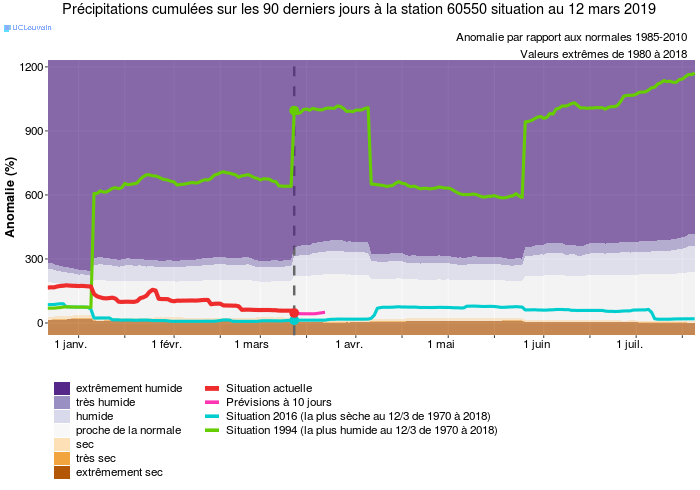 Précipitations cumulées sur les 90 derniers jours à la station 60550 situation au 12 mars 2019
UCLouvain
Anomalie par rapport aux normales 1985-2010
Valeurs extrêmes de 1980 à 2018
Anomalie (%)
1200
900
600
300
0
1 janv. 1 févr. 1 mars 1 avr. 1 mai 1 juin 1 juil.
extrêmement humide
très humide
humide
proche de la normale
sec
très sec
extrêmement sec
Situation actuelle
Prévisions à 10 jours
Situation 2016 (la plus sèche au 12/3 de 1970 à 2018)
Situation 1994 (la plus humide au 12/3 de 1970 à 2018)